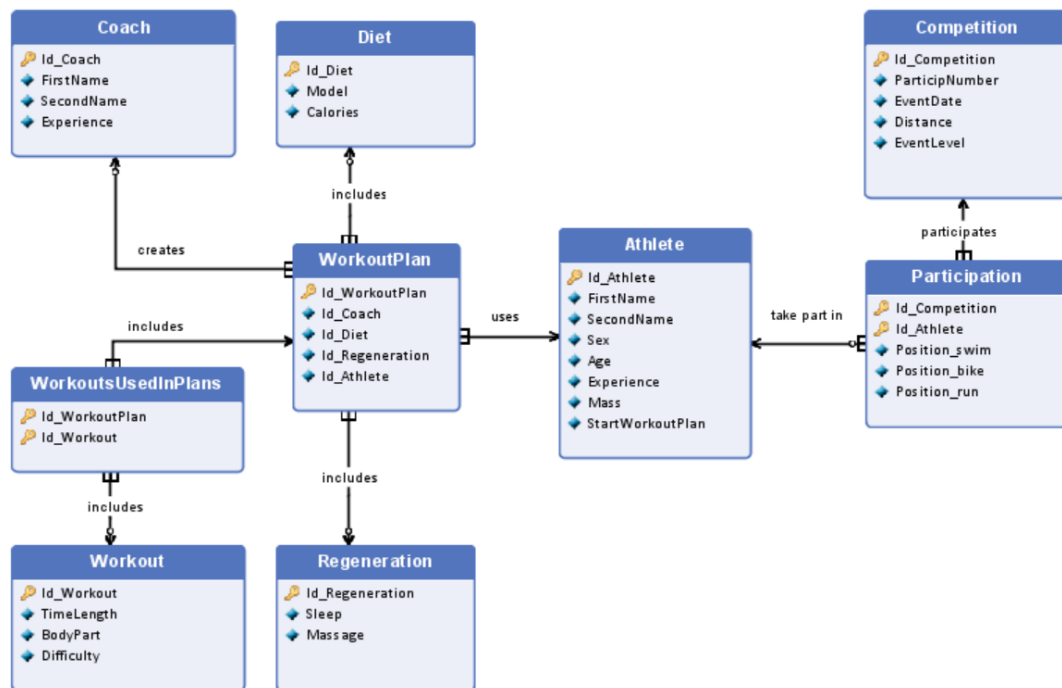 Coach
Id_Coach
FirstName
SecondName
Experience
Diet
Id_Diet
Model
Calories
Competition
Id_Competition
ParticipNumber
EventDate
Distance
EventLevel
includes
creates
participates
WorkoutPlan
Id_WorkoutPlan
Id_Coach
Id_Diet
Id_Regeneration
Id_Athlete
Athlete
Id_Athlete
FirstName
SecondName
Sex
Age
Experience
Mass
StartWorkoutPlan
Participation
Id_Competition
Id_Athlete
Position_swim
Position_bike
Position_run
includes
uses
take part in
WorkoutsUsedInPlans
Id_WorkoutPlan
Id_Workout
includes
includes
Workout
Id_Workout
TimeLength
BodyPart
Difficulty
Regeneration
Id_Regeneration
Sleep
Massage